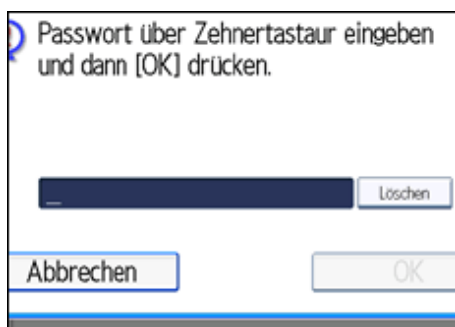 Passwort über Zehnertastaur eingeben
und dann [OK] drücken.
_
Löschen
Abbrechen
OK